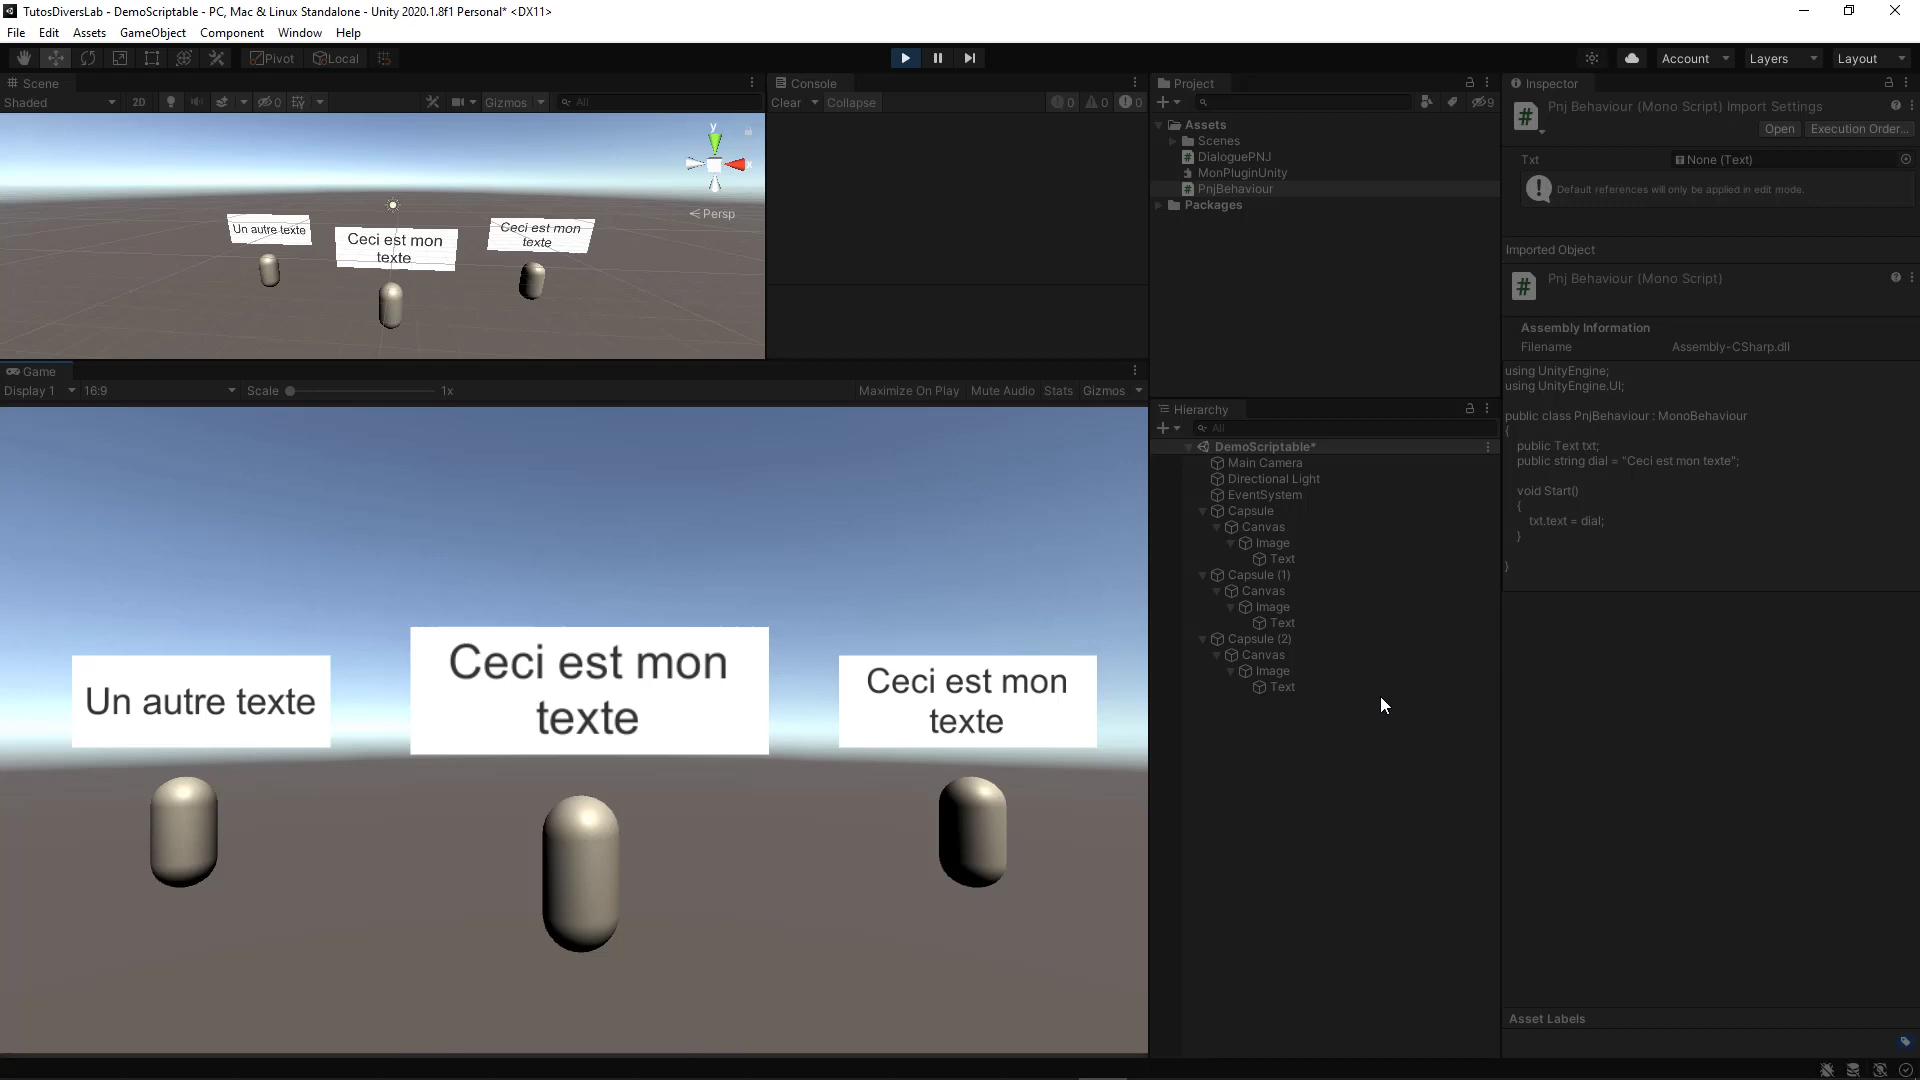 TutosDiversLab - DemoScriptable - PC, Mac & Linux Standalone - Unity 2020.1.8f1 Personal* <DX11>
File Edit Assets GameObject Component Window Help
Pivot Local Account Layers Layout
Scene
Shaded 2D 0 Gizmos All
y
x
Persp
Un autre texte
Ceci est mon
texte
Ceci est mon
texte
Console
Clear Collapse 0 0 0
Game
Display 1 16:9 Scale 1x Maximize On Play Mute Audio Stats Gizmos
Un autre texte
Ceci est mon
texte
Ceci est mon
texte
Project
9
Assets
Scenes
DialoguePNJ
MonPluginUnity
PnjBehaviour
Packages
Hierarchy
All
DemoScriptable*
Main Camera
Directional Light
EventSystem
Capsule
Canvas
Image
Text
Capsule (1)
Canvas
Image
Text
Capsule (2)
Canvas
Image
Text
Inspector
Pnj Behaviour (Mono Script) Import Settings
Open Execution Order...
Txt None (Text)
Default references will only be applied in edit mode.
Imported Object
Pnj Behaviour (Mono Script)
Assembly Information
Filename Assembly-CSharp.dll
using UnityEngine;
using UnityEngine.UI;
public class PnjBehaviour : MonoBehaviour
{
public Text txt;
public string dial = "Ceci est mon texte";
void Start()
{
txt.text = dial;
}
}
Asset Labels